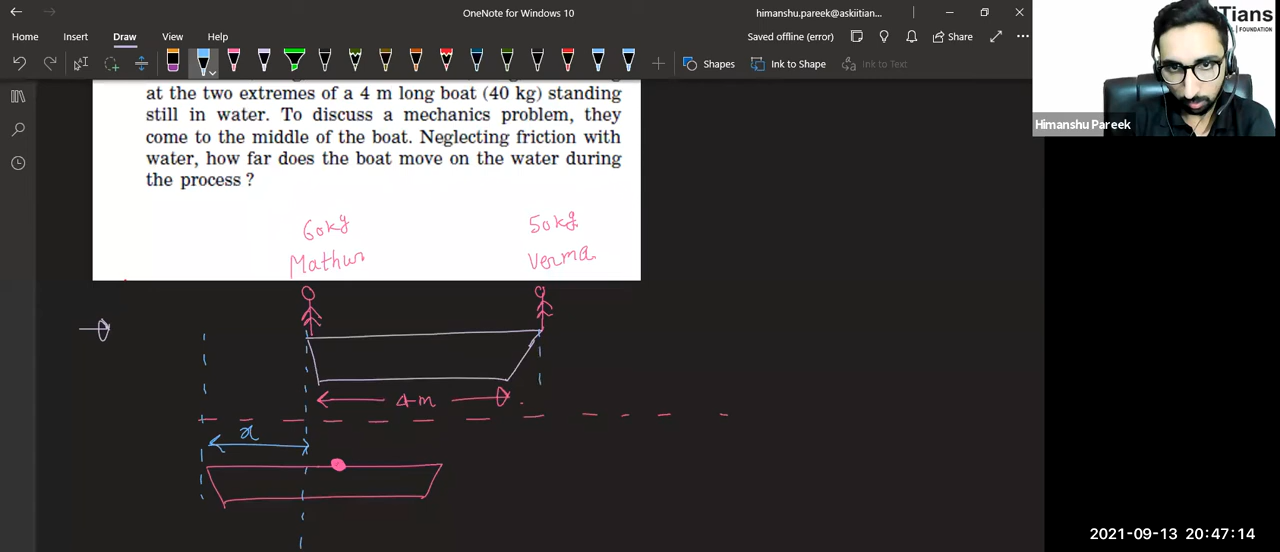 OneNote for Windows 10
himanshu.pareek@askiitian...
Home Insert Draw View Help
Saved offline (error)
Share
Shapes
Ink to Shape
Ink to Text
Tians
FOUNDATION
Himanshu Pareek
at the two extremes of a 4 m long boat (40 kg) standing
still in water. To discuss a mechanics problem, they
come to the middle of the boat. Neglecting friction with
water, how far does the boat move on the water during
the process ?
60kg 50kg
Mathur Verma
4m
x
2021-09-13 20:47:14